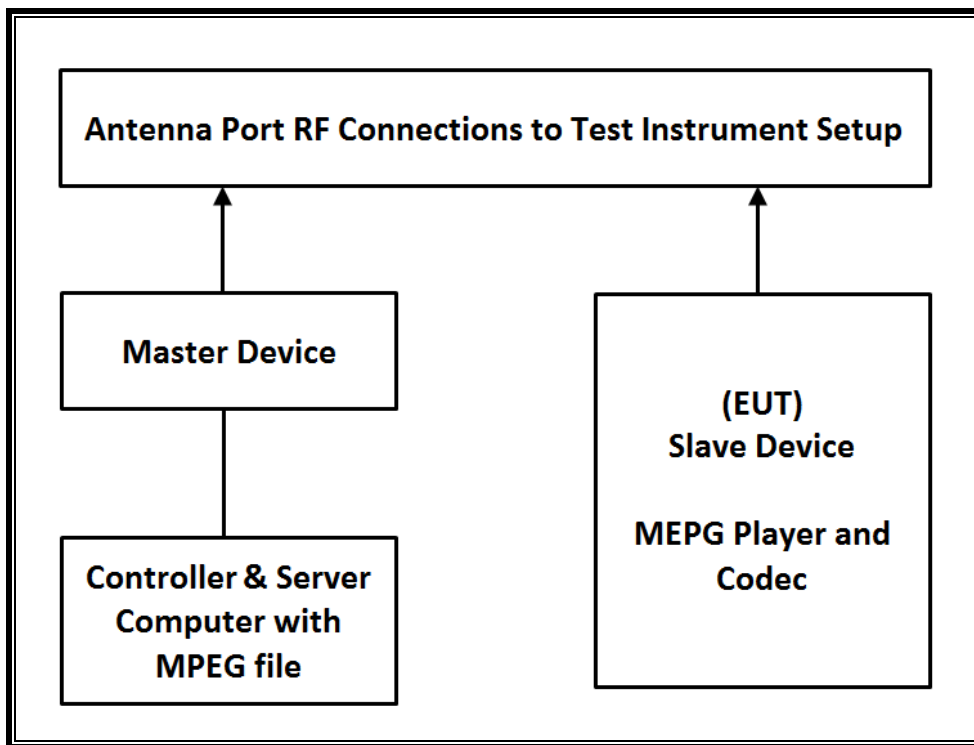 Antenna Port RF Connections to Test Instrument Setup
Master Device
(EUT)
Slave Device
MEPG Player and
Codec
Controller & Server
Computer with
MPEG file